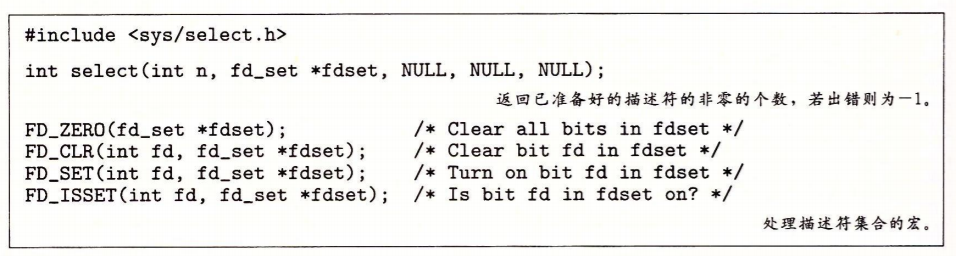 #include <sys/select.h>
int select(int n, fd_set *fdset, NULL, NULL, NULL);
返回已准备好的描述符的非零的个数，若出错则为－1。
FD_ZERO(fd_set *fdset); /* Clear all bits in fdset */
FD_CLR(int fd, fd_set *fdset); /* Clear bit fd in fdset */
FD_SET(int fd, fd_set *fdset); /* Turn on bit fd in fdset */
FD_ISSET(int fd, fd_set *fdset); /* Is bit fd in fdset on? */
处理描述符集合的宏。